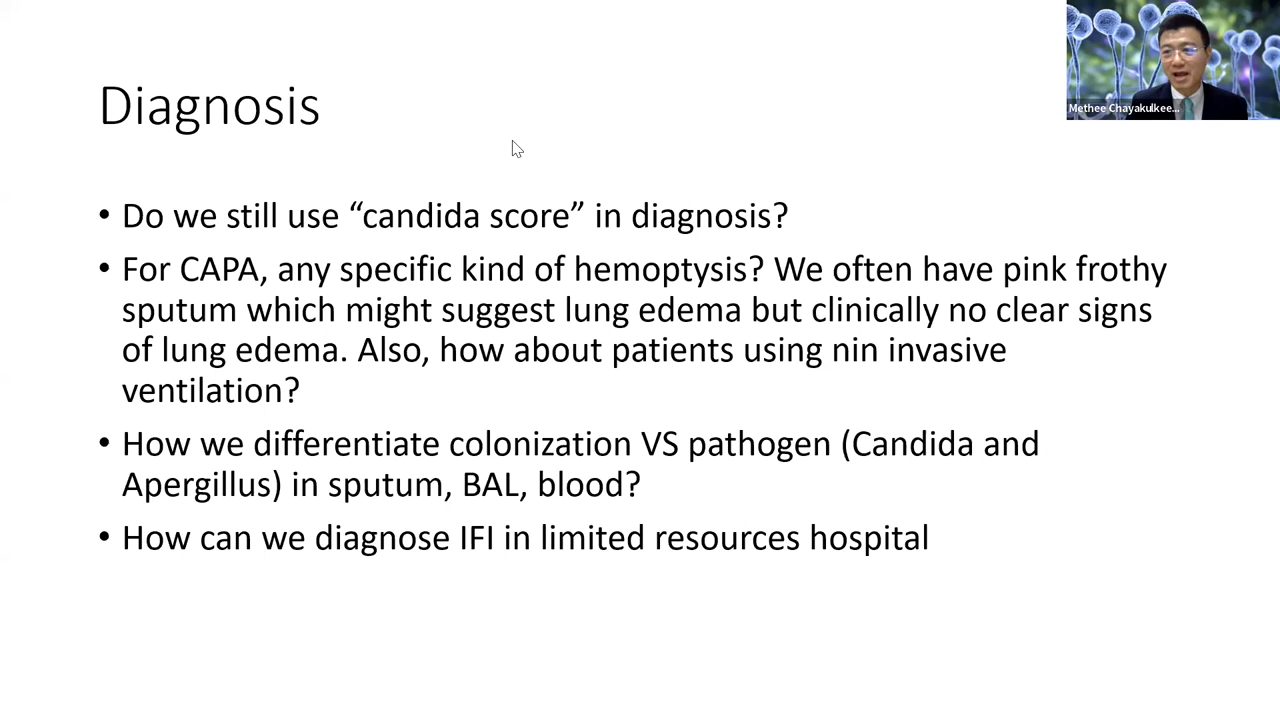 Diagnosis
Methee Chayakulkee...
• Do we still use “candida score” in diagnosis?
• For CAPA, any specific kind of hemoptysis? We often have pink frothy
sputum which might suggest lung edema but clinically no clear signs
of lung edema. Also, how about patients using nin invasive
ventilation?
• How we differentiate colonization VS pathogen (Candida and
Apergillus) in sputum, BAL, blood?
• How can we diagnose IFI in limited resources hospital